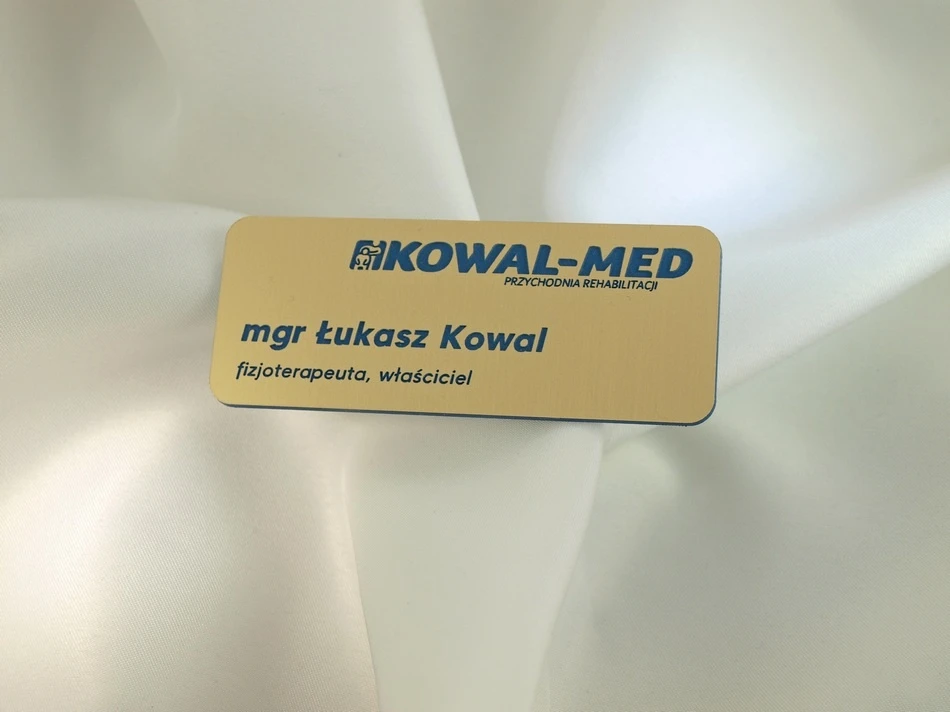 KOWAL-MED
PRZYCHODNIA REHABILITACJI
mgr Łukasz Kowal
fizjoterapeuta, właściciel